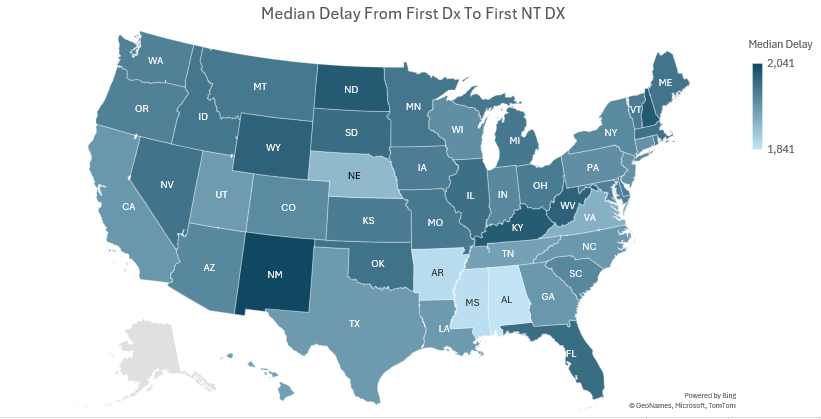 Median Delay From First Dx To First NT DX
Median Delay
2,041
1,841
WA
MT
ND
MN
ME
OR
ID
SD
WI
VT
NY
MI
WY
IA
PA
NE
NV
UT
CO
IL
IN
OH
CA
KS
MO
WV
VA
KY
AZ
NM
OK
AR
TN
NC
SC
MS
AL
GA
TX
LA
FL
Powered by Bing
© GeoNames, Microsoft, TomTom